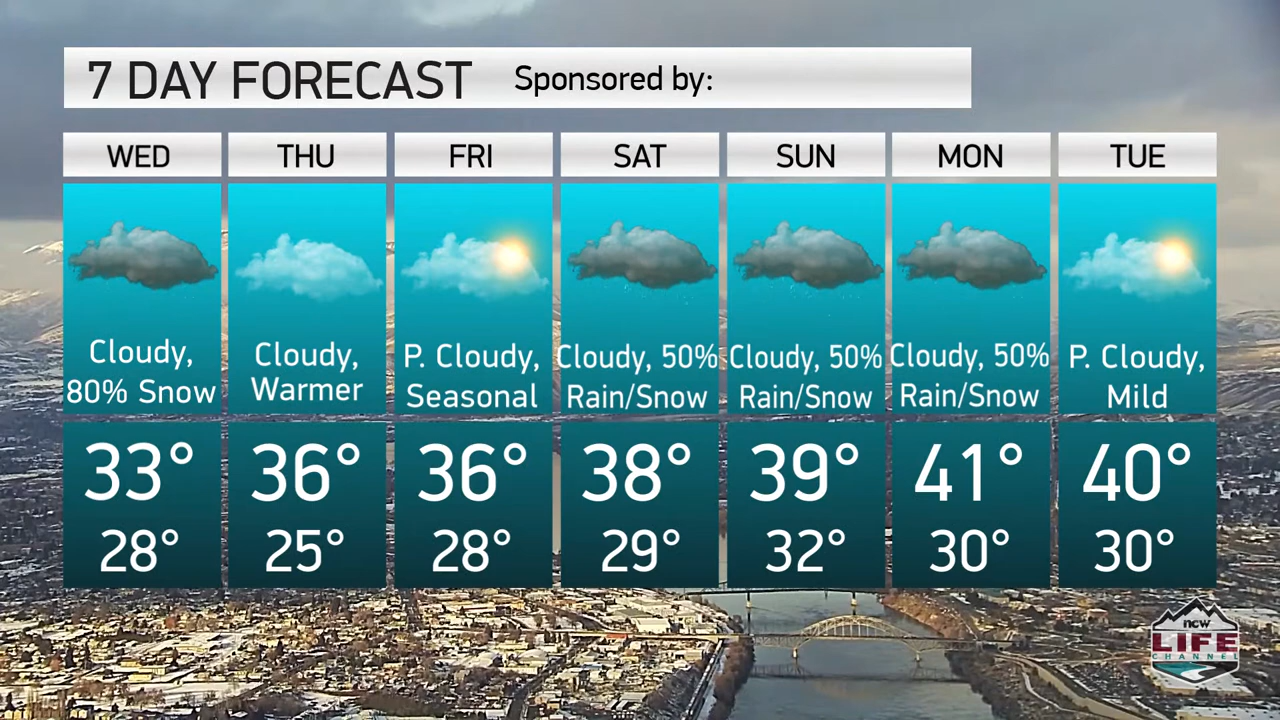 7 DAY FORECAST Sponsored by:
WED THU FRI SAT SUN MON TUE
Cloudy, Cloudy, P. Cloudy, Cloudy, 50% Cloudy, 50% Cloudy, 50% P. Cloudy,
80% Snow Warmer Seasonal Rain/Snow Rain/Snow Rain/Snow Mild
33° 36° 36° 38° 39° 41° 40°
28° 25° 28° 29° 32° 30° 30°
ncw
LIFE
CHANNEL